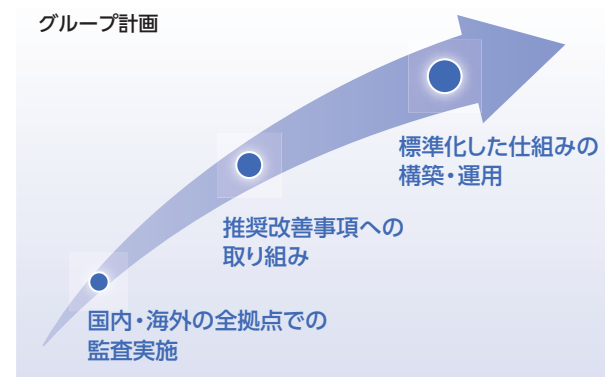 グループ計画
標準化した仕組みの
構築・運用
推奨改善事項への
取り組み
国内・海外の全拠点での
監査実施